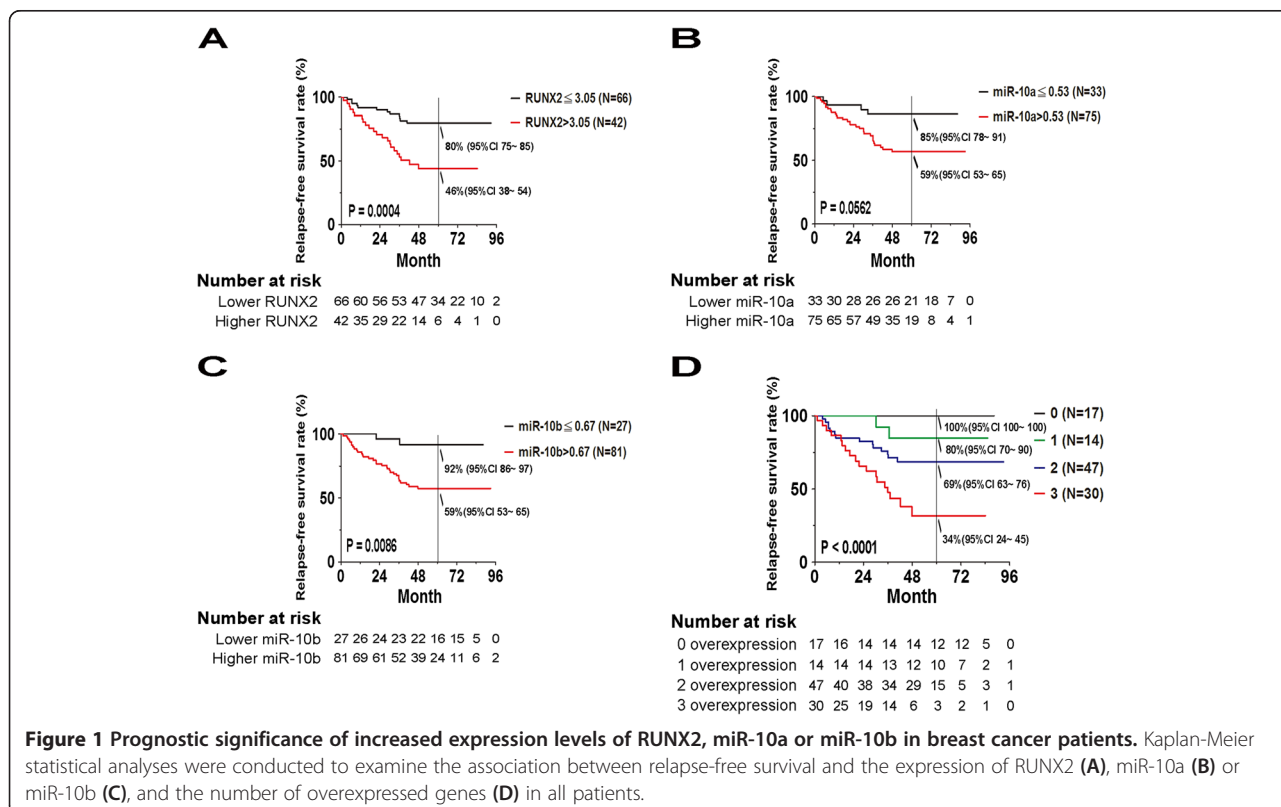 A
Relapse-free survival rate (%)
100
50
0
RUNX2≦3.05 (N=66)
RUNX2>3.05 (N=42)
80% (95%CI 75~ 85)
46%(95%CI 38~ 54)
P = 0.0004
0 24 48 72 96
Month
Number at risk
Lower RUNX2 66 60 56 53 47 34 22 10 2
Higher RUNX2 42 35 29 22 14 6 4 1 0
B
Relapse-free survival rate (%)
100
50
0
miR-10a≦0.53 (N=33)
miR-10a>0.53 (N=75)
85%(95%CI 78~ 91)
59%(95%CI 53~ 65)
P = 0.0562
0 24 48 72 96
Month
Number at risk
Lower miR-10a 33 30 28 26 26 21 18 7 0
Higher miR-10a 75 65 57 49 35 19 8 4 1
C
Relapse-free survival rate (%)
100
50
0
miR-10b≦0.67 (N=27)
miR-10b>0.67 (N=81)
92% (95%CI 86~ 97)
59%(95%CI 53~ 65)
P = 0.0086
0 24 48 72 96
Month
Number at risk
Lower miR-10b 27 26 24 23 22 16 15 5 0
Higher miR-10b 81 69 61 52 39 24 11 6 2
D
Relapse-free survival rate (%)
100
50
0
0 (N=17)
1 (N=14)
2 (N=47)
3 (N=30)
100%(95%CI 100~ 100)
80%(95%CI 70~ 90)
69%(95%CI 63~ 76)
34%(95%CI 24~ 45)
P < 0.0001
0 24 48 72 96
Month
Number at risk
0 overexpression 17 16 14 14 14 12 12 5 0
1 overexpression 14 14 14 13 12 10 7 2 1
2 overexpression 47 40 38 34 29 15 5 3 1
3 overexpression 30 25 19 14 6 3 2 1 0
Figure 1 Prognostic significance of increased expression levels of RUNX2, miR-10a or miR-10b in breast cancer patients. Kaplan-Meier
statistical analyses were conducted to examine the association between relapse-free survival and the expression of RUNX2 (A), miR-10a (B) or
miR-10b (C), and the number of overexpressed genes (D) in all patients.